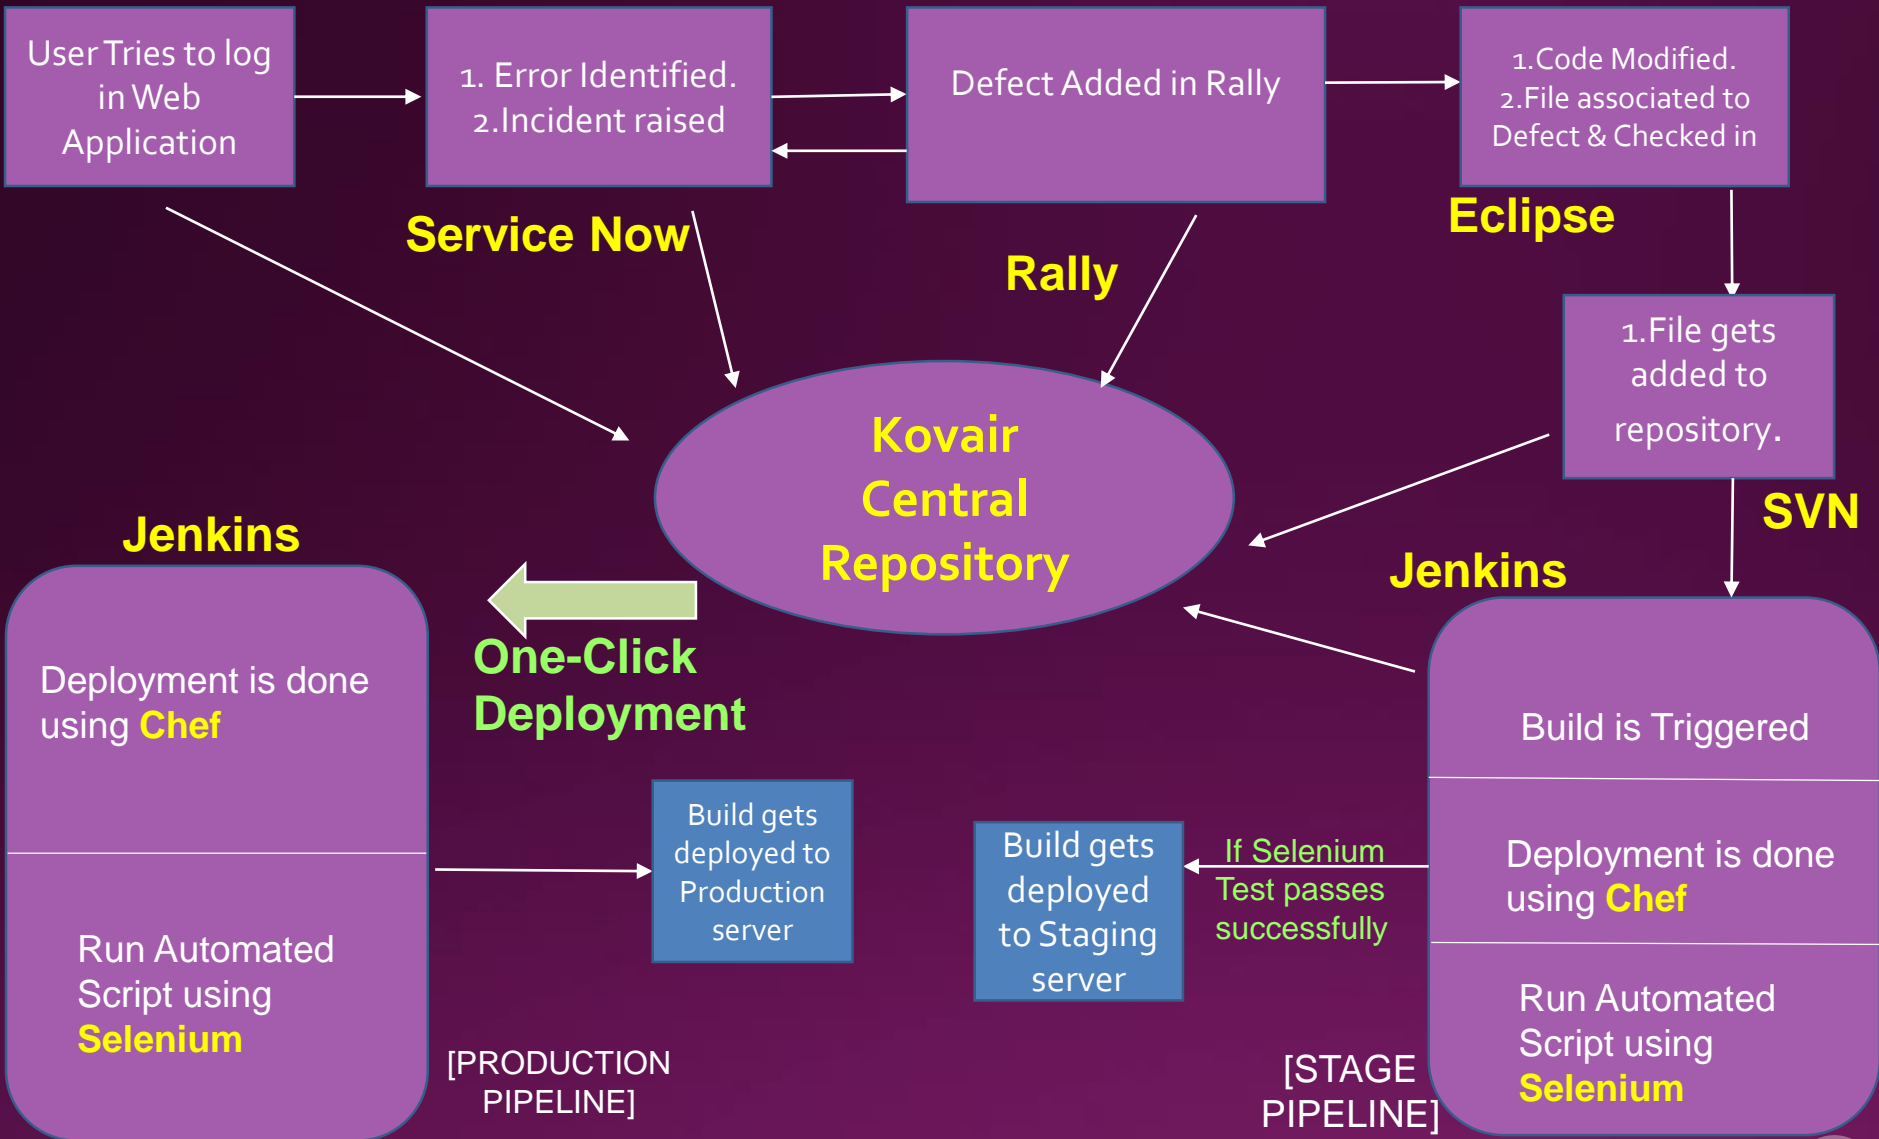 User Tries to log
in Web
Application
1. Error Identified.
2.Incident raised
Defect Added in Rally
1.Code Modified.
2.File associated to
Defect & Checked in
Service Now
Rally
Eclipse
1.File gets
added to
repository.
SVN
Kovair
Central
Repository
Jenkins
Jenkins
One-Click
Deployment
Deployment is done
using Chef
Run Automated
Script using
Selenium
[PRODUCTION
PIPELINE]
Build gets
deployed to
Production
server
Build gets
deployed
to Staging
server
If Selenium
Test passes
successfully
Build is Triggered
Deployment is done
using Chef
Run Automated
Script using
Selenium
[STAGE
PIPELINE]